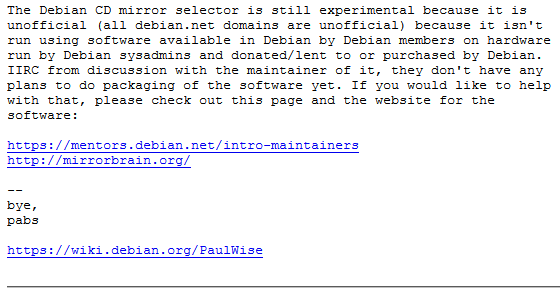 The Debian CD mirror selector is still experimental because it is
unofficial (all debian.net domains are unofficial) because it isn't
run using software available in Debian by Debian members on hardware
run by Debian sysadmins and donated/lent to or purchased by Debian.
IIRC from discussion with the maintainer of it, they don't have any
plans to do packaging of the software yet. If you would like to help
with that, please check out this page and the website for the
software:
https://mentors.debian.net/intro-maintainers
http://mirrorbrain.org/
--
bye,
pabs
https://wiki.debian.org/PaulWise